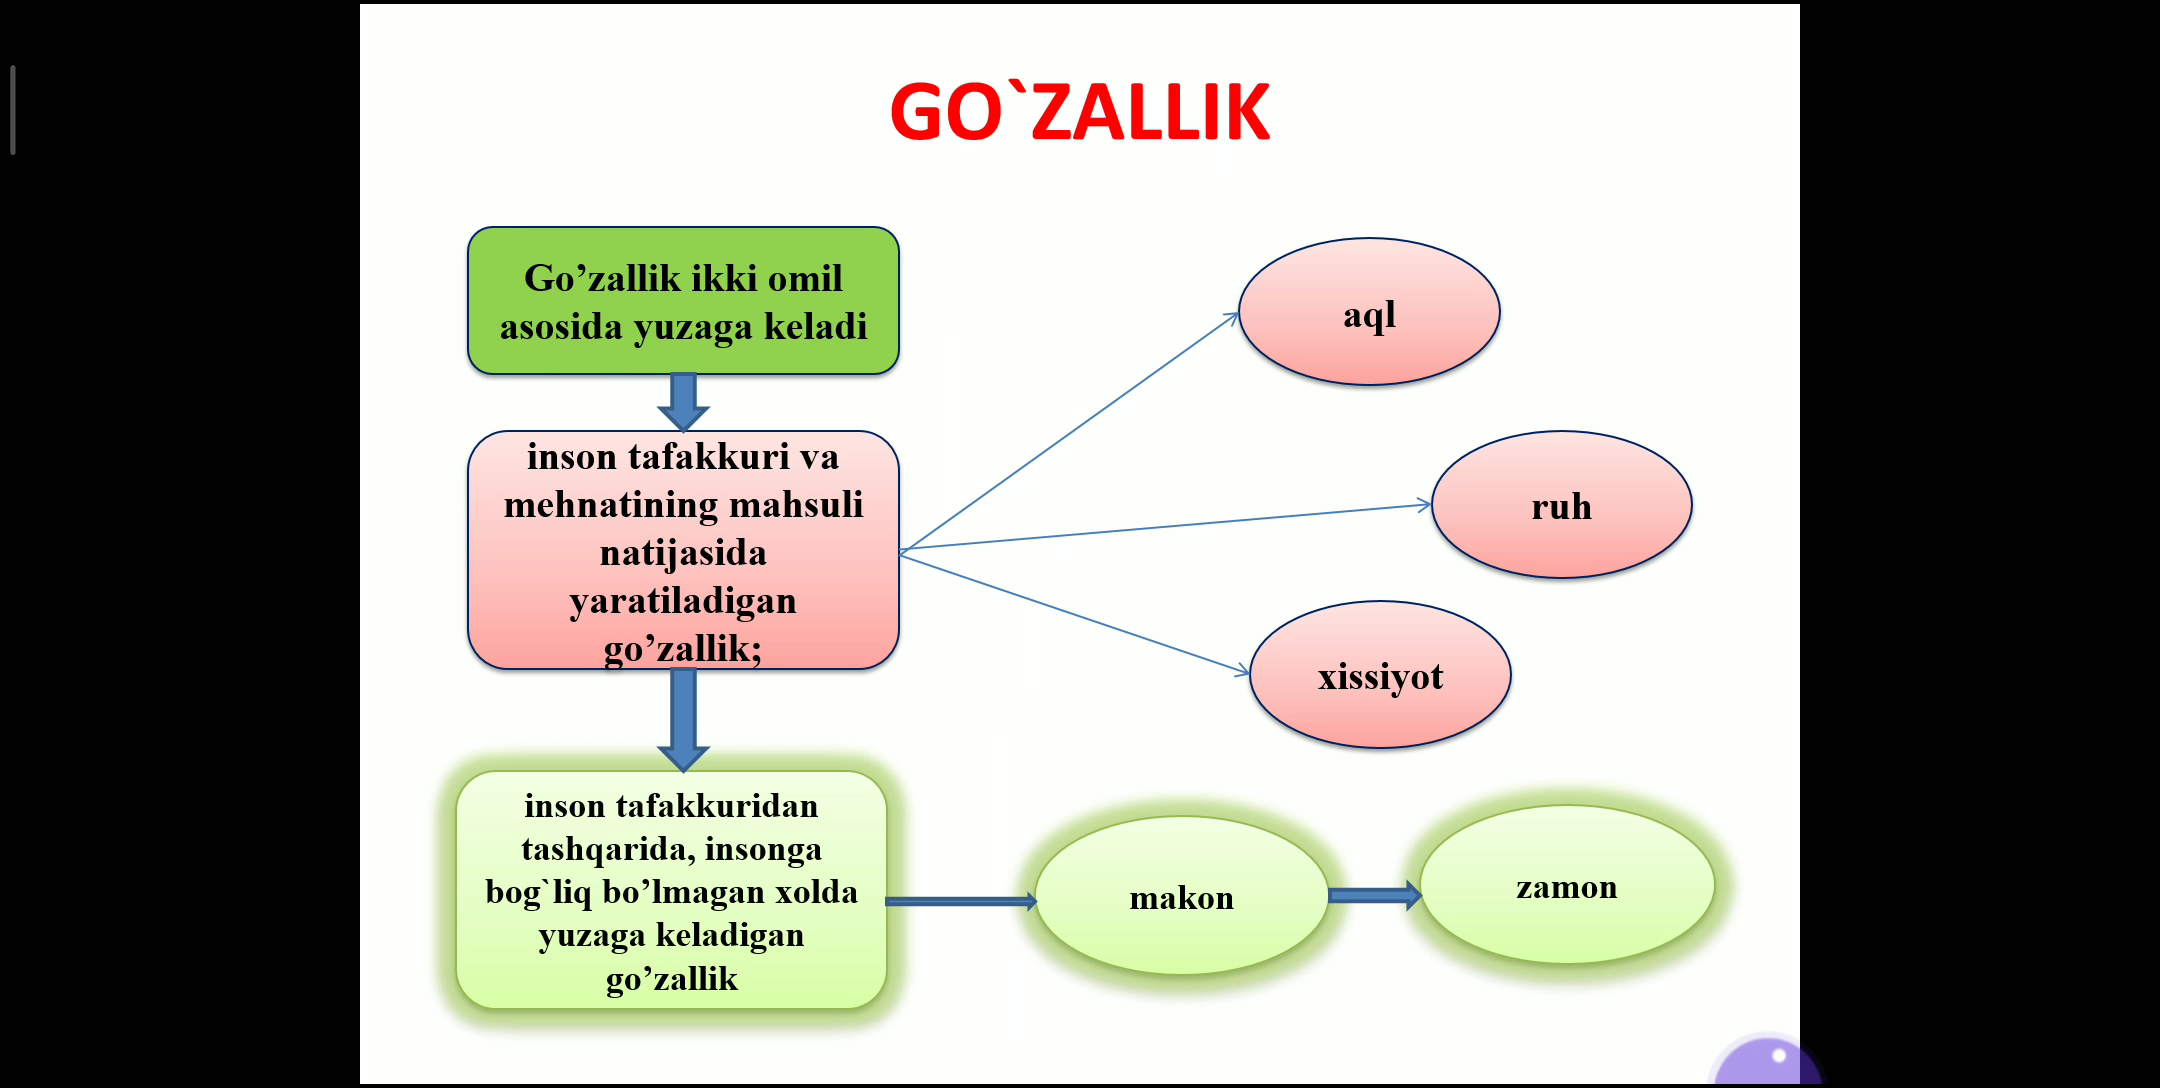 GO`ZALLIK
Go’zallik ikki omil
asosida yuzaga keladi
inson tafakkuri va
mehnatining mahsuli
natijasida
yaratiladigan
go’zallik;
aql
ruh
xissiyot
inson tafakkuridan
tashqarida, insonga
bog`liq bo’lmagan xolda
yuzaga keladigan
go’zallik
makon
zamon